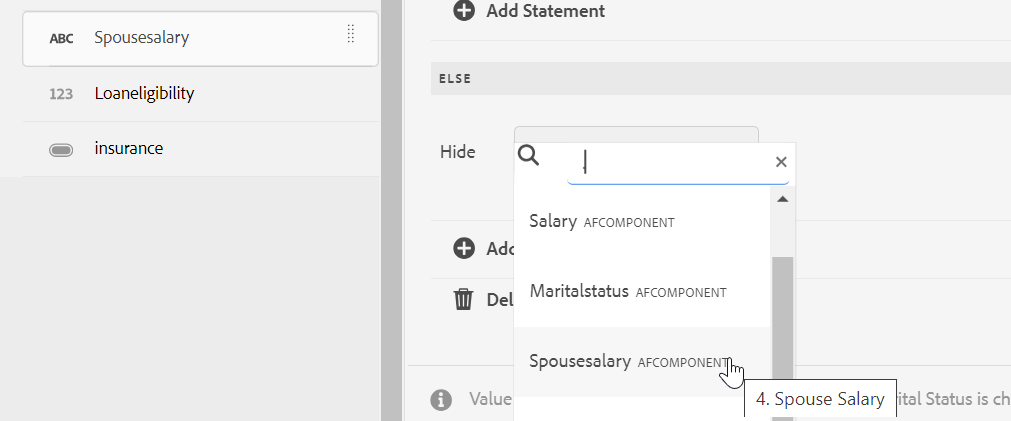 Add Statement
ABC Spousesalary
ELSE
123 Loaneligibility
insurance
Hide
.
Salary AFCOMPONENT
Add
Maritalstatus AFCOMPONENT
Del
Spousesalary AFCOMPONENT
4. Spouse Salary
Value
rital Status is ch